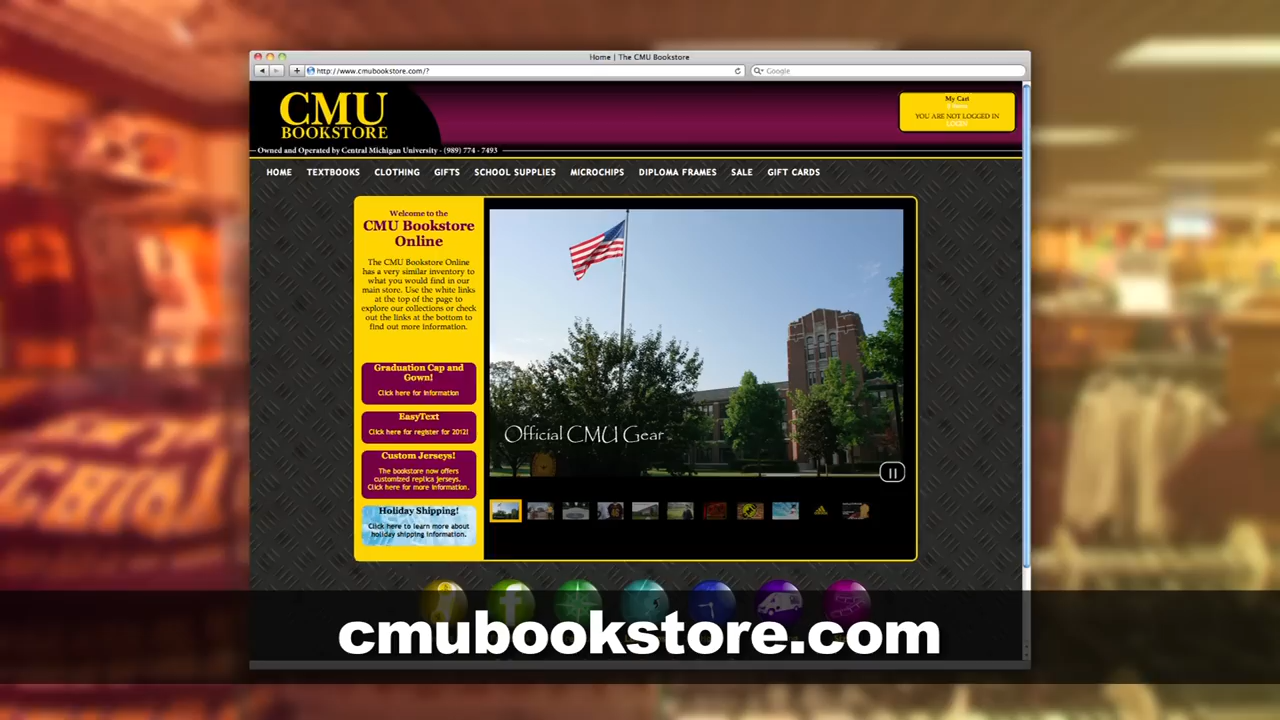 Home | The CMU Bookstore
http://www.cmubookstore.com/?
Google
CMU
BOOKSTORE
My Cart
YOU ARE NOT LOGGED IN
LOGIN
Owned and Operated by Central Michigan University - (989) 774 - 7493
HOME TEXTBOOKS CLOTHING GIFTS SCHOOL SUPPLIES MICROCHIPS DIPLOMA FRAMES SALE GIFT CARDS
Welcome to the
CMU Bookstore
Online
The CMU Bookstore Online
has a very similar inventory to
what you would find in our
main store. Use the white links
at the top of the page to
explore our collections or check
out the links at the bottom to
find out more information.
Graduation Cap and
Gown!
Click here for information
EasyText
Click here for register for 2012!
Custom Jerseys!
The bookstore now offers
customized replica jerseys.
Click here for more information.
Holiday Shipping!
Click here to learn more about
holiday shipping information.
Official CMU Gear
cmubookstore.com